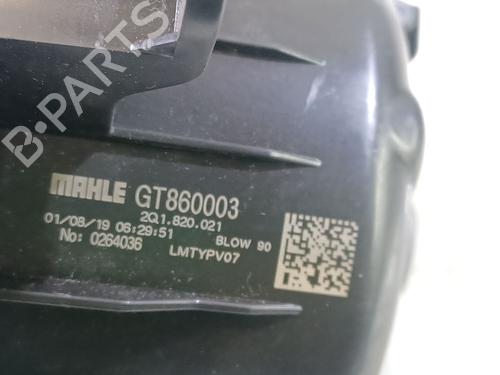 B-PARTS
MAHLE GT860003
2Q1.820.021
01/08/19 06:29:51 BLOW 90
No: 0264036 LMTYPV07